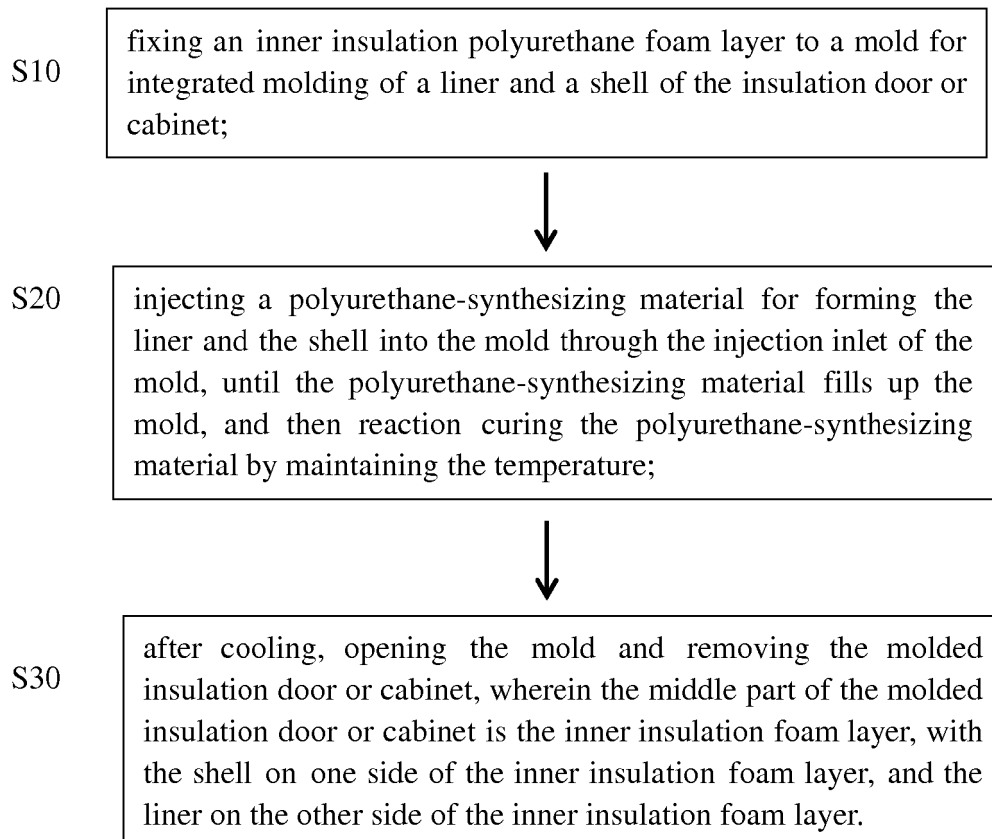 S10
fixing an inner insulation polyurethane foam layer to a mold for
integrated molding of a liner and a shell of the insulation door or
cabinet;
S20
injecting a polyurethane-synthesizing material for forming the
liner and the shell into the mold through the injection inlet of the
mold, until the polyurethane-synthesizing material fills up the
mold, and then reaction curing the polyurethane-synthesizing
material by maintaining the temperature;
S30
after cooling, opening the mold and removing the molded
insulation door or cabinet, wherein the middle part of the molded
insulation door or cabinet is the inner insulation foam layer, with
the shell on one side of the inner insulation foam layer, and the
liner on the other side of the inner insulation foam layer.